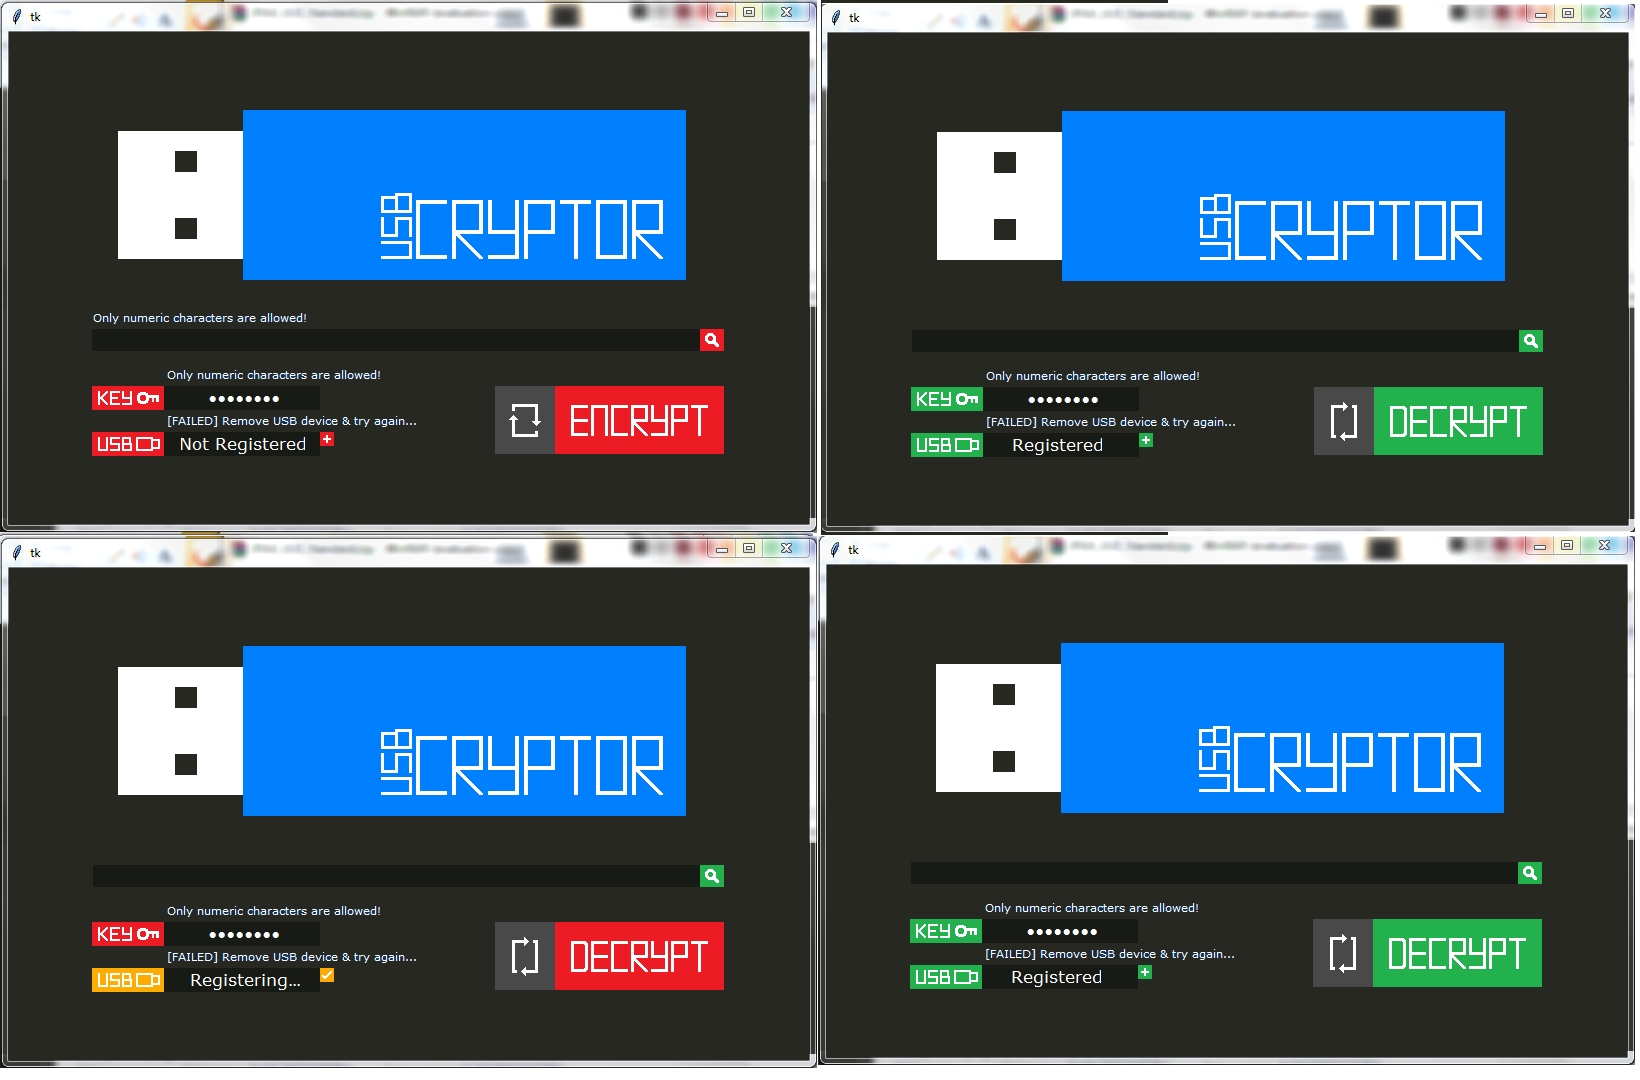 tk
USB CRYPTOR
Only numeric characters are allowed!
Only numeric characters are allowed!
KEY ●●●●●●●●
[FAILED] Remove USB device & try again...
USB Not Registered
ENCRYPT
tk
USB CRYPTOR
Only numeric characters are allowed!
KEY ●●●●●●●●
[FAILED] Remove USB device & try again...
USB Registered
DECRYPT
tk
USB CRYPTOR
Only numeric characters are allowed!
KEY ●●●●●●●●
[FAILED] Remove USB device & try again...
USB Registering...
DECRYPT
tk
USB CRYPTOR
Only numeric characters are allowed!
KEY ●●●●●●●●
[FAILED] Remove USB device & try again...
USB Registered
DECRYPT